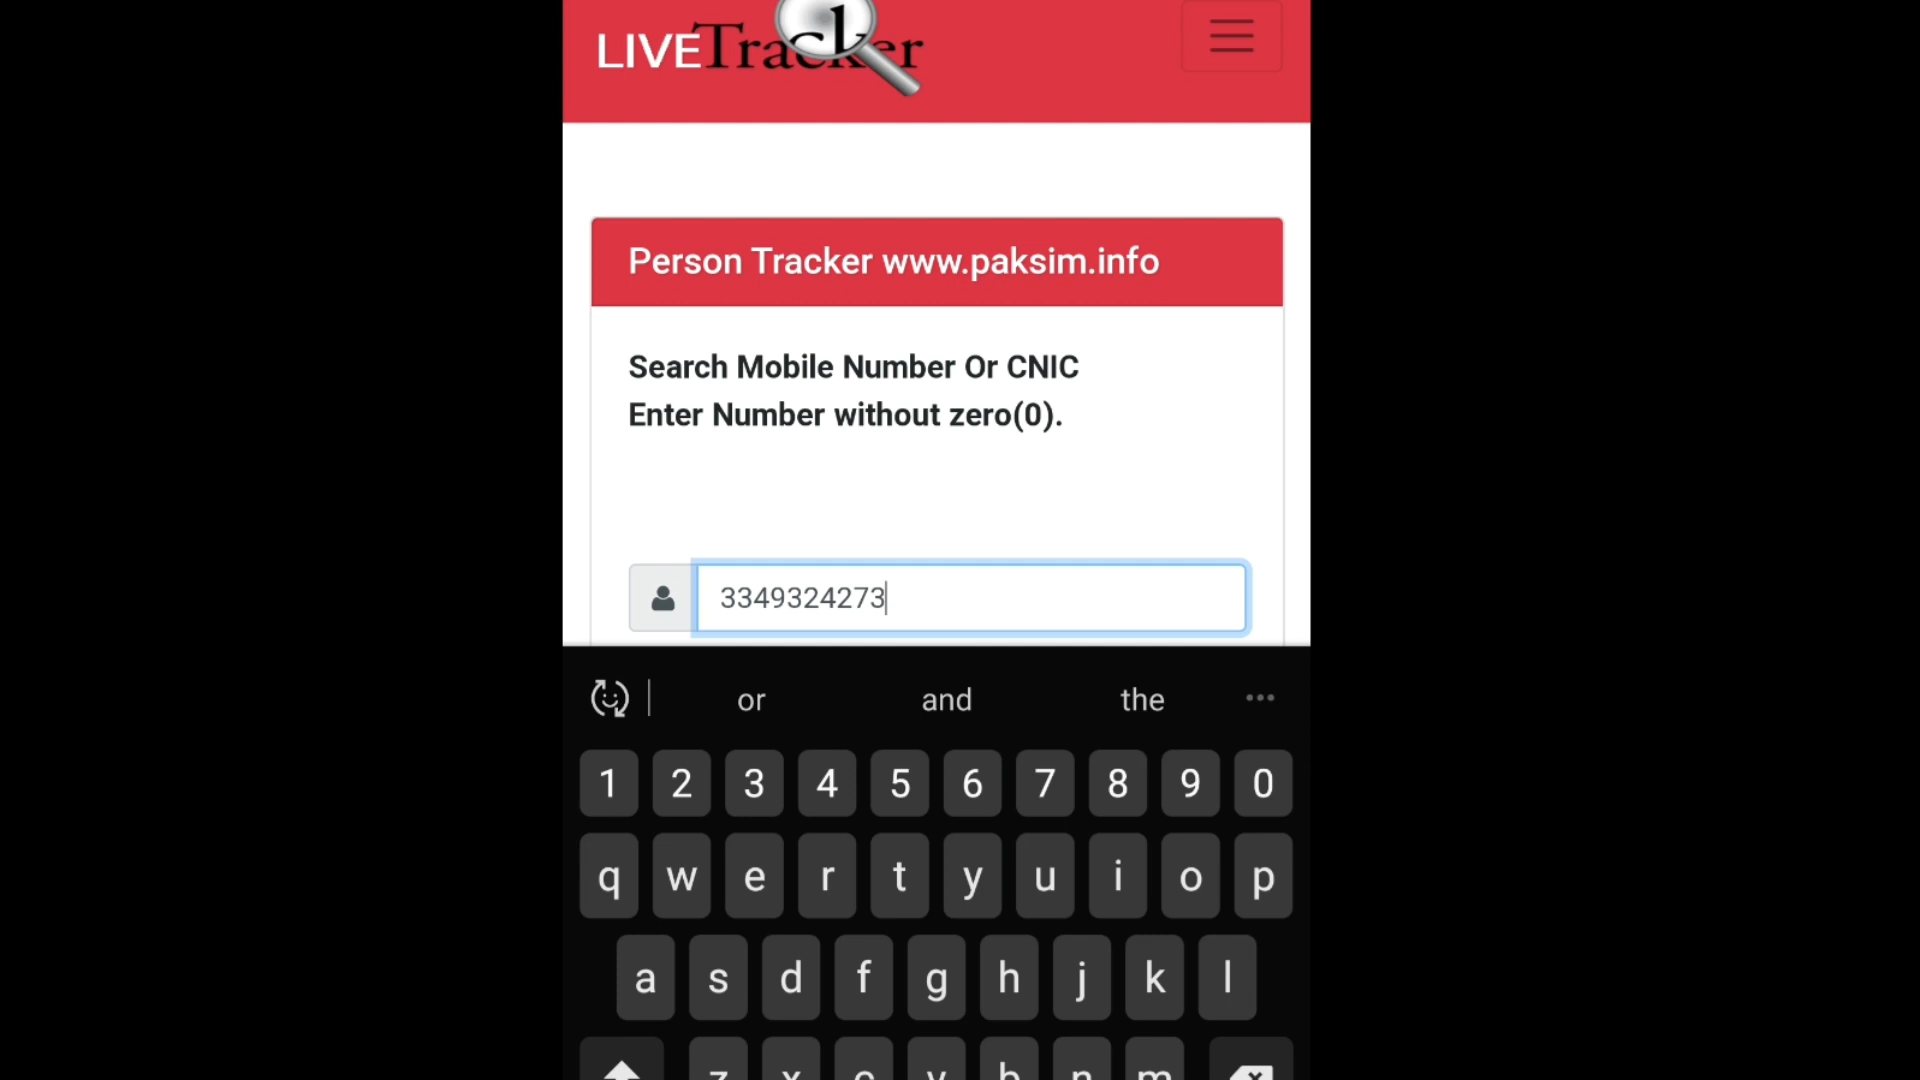 LIVETracker
Person Tracker www.paksim.info
Search Mobile Number Or CNIC
Enter Number without zero(0).
3349324273
or and the
1 2 3 4 5 6 7 8 9 0
q w e r t y u i o p
a s d f g h j k l
z x c v b n m